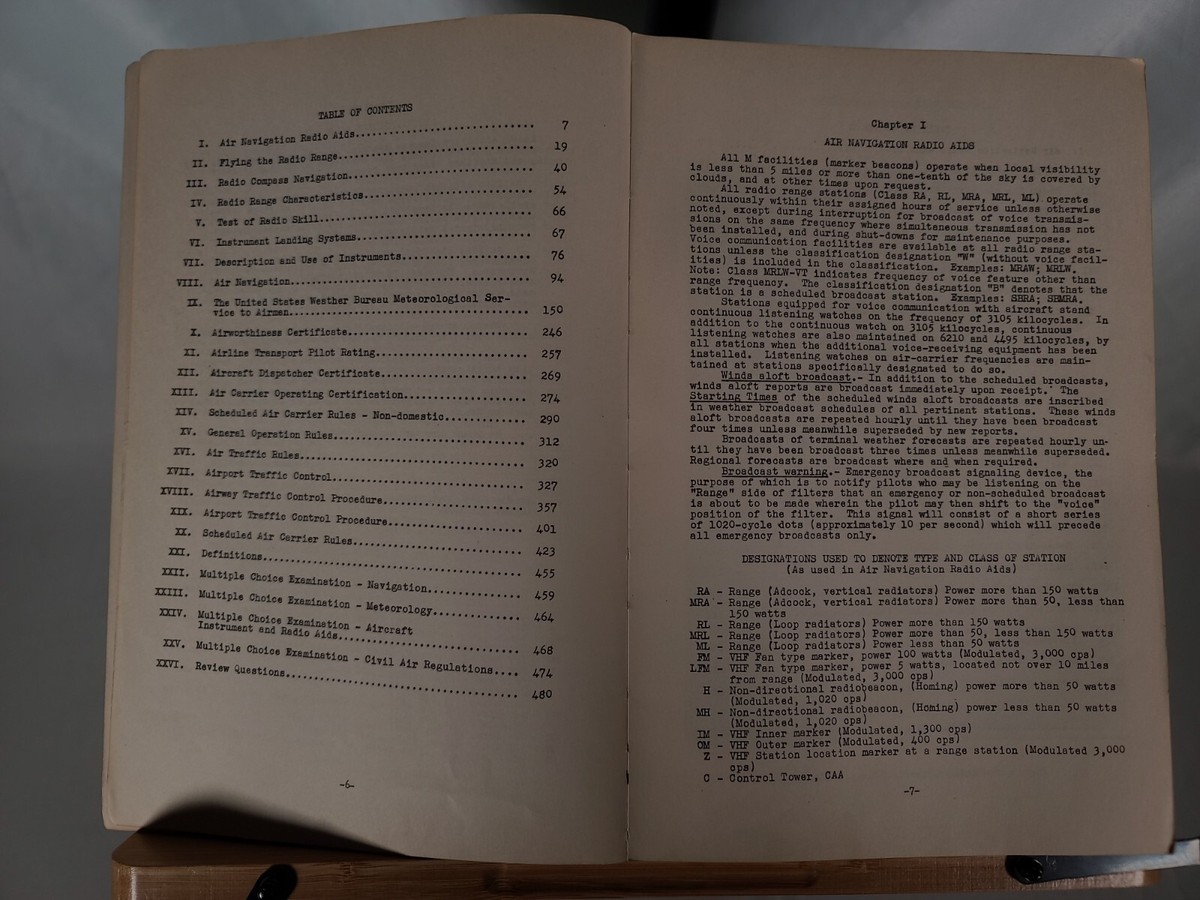 TABLE OF CONTENTS
I. Air Navigation Radio Aids........................................ 7
II. Flying the Radio Range........................................ 19
III. Radio Compass Navigation........................................ 40
IV. Radio Range Characteristics........................................ 54
V. Test of Radio Skill........................................ 66
VI. Instrument Landing Systems........................................ 67
VII. Description and Use of Instruments........................................ 76
VIII. Air Navigation........................................ 94
IX. The United States Weather Bureau Meteorological Ser-
vice to Airmen........................................ 150
X. Airworthiness Certificate........................................ 246
XI. Airline Transport Pilot Rating........................................ 257
XII. Aircraft Dispatcher Certificate........................................ 269
XIII. Air Carrier Operating Certification........................................ 274
XIV. Scheduled Air Carrier Rules - Non-domestic........................................ 290
XV. General Operation Rules........................................ 312
XVI. Air Traffic Rules........................................ 320
XVII. Airport Traffic Control........................................ 327
XVIII. Airway Traffic Control Procedure........................................ 357
XIX. Airport Traffic Control Procedure........................................ 401
XX. Scheduled Air Carrier Rules........................................ 423
XXI. Definitions........................................ 455
XXII. Multiple Choice Examination - Navigation........................................ 459
XXIII. Multiple Choice Examination - Meteorology........................................ 464
XXIV. Multiple Choice Examination - Aircraft
Instrument and Radio Aids........................................ 468
XXV. Multiple Choice Examination - Civil Air Regulations.... 474
XXVI. Review Questions........................................ 480
-6-
Chapter I
AIR NAVIGATION RADIO AIDS
All M facilities (marker beacons) operate when local visibility
is less than 5 miles or more than one-tenth of the sky is covered by
clouds, and at other times upon request.
All radio range stations (Class RA, RL, MRA, MRL, ML) operate
continuously within their assigned hours of service unless otherwise
noted, except during interruption for broadcast of voice transmis-
sions on the same frequency where simultaneous transmission has not
been installed, and during shut-downs for maintenance purposes.
Voice communication facilities are available at all radio range sta-
tions unless the classification designation "W" (without voice facil-
ities) is included in the classification. Examples: MRAW; MRLW.
Note: Class MRLW-VT indicates frequency of voice feature other than
range frequency. The classification designation "B" denotes that the
station is a scheduled broadcast station. Examples: SBRA; SBMRA.
Stations equipped for voice communication with aircraft stand
continuous listening watches on the frequency of 3105 kilocycles. In
addition to the continuous watch on 3105 kilocycles, continuous
listening watches are also maintained on 6210 and 4495 kilocycles, by
all stations when the additional voice-receiving equipment has been
installed. Listening watches on air-carrier frequencies are main-
tained at stations specifically designated to do so.
Winds aloft broadcast.- In addition to the scheduled broadcasts,
winds aloft reports are broadcast immediately upon receipt. The
Starting Times of the scheduled winds aloft broadcasts are inscribed
in weather broadcast schedules of all pertinent stations. These winds
aloft broadcasts are repeated hourly until they have been broadcast
four times unless meanwhile superseded by new reports.
Broadcasts of terminal weather forecasts are repeated hourly un-
til they have been broadcast three times unless meanwhile superseded.
Regional forecasts are broadcast where and when required.
Broadcast warning.- Emergency broadcast signaling device, the
purpose of which is to notify pilots who may be listening on the
"Range" side of filters that an emergency or non-scheduled broadcast
is about to be made wherein the pilot may then shift to the "voice"
position of the filter. This signal will consist of a short series
of 1020-cycle dots (approximately 10 per second) which will precede
all emergency broadcasts only.
DESIGNATIONS USED TO DENOTE TYPE AND CLASS OF STATION
(As used in Air Navigation Radio Aids)
RA - Range (Adcock, vertical radiators) Power more than 150 watts
MRA - Range (Adcock, vertical radiators) Power more than 50, less than
150 watts
RL - Range (Loop radiators) Power more than 150 watts
MRL - Range (Loop radiators) Power more than 50, less than 150 watts
ML - Range (Loop radiators) Power less than 50 watts
FM - VHF Fan type marker, power 100 watts (Modulated, 3,000 cps)
LFM - VHF Fan type marker, power 5 watts, located not over 10 miles
from range (Modulated, 3,000 cps)
H - Non-directional radiobeacon, (Homing) power more than 50 watts
(Modulated, 1,020 cps)
MH - Non-directional radiobeacon, (Homing) power less than 50 watts
(Modulated, 1,020 cps)
IM - VHF Inner marker (Modulated, 1,300 cps)
OM - VHF Outer marker (Modulated, 400 cps)
Z - VHF Station location marker at a range station (Modulated 3,000
cps)
C - Control Tower, CAA
-7-